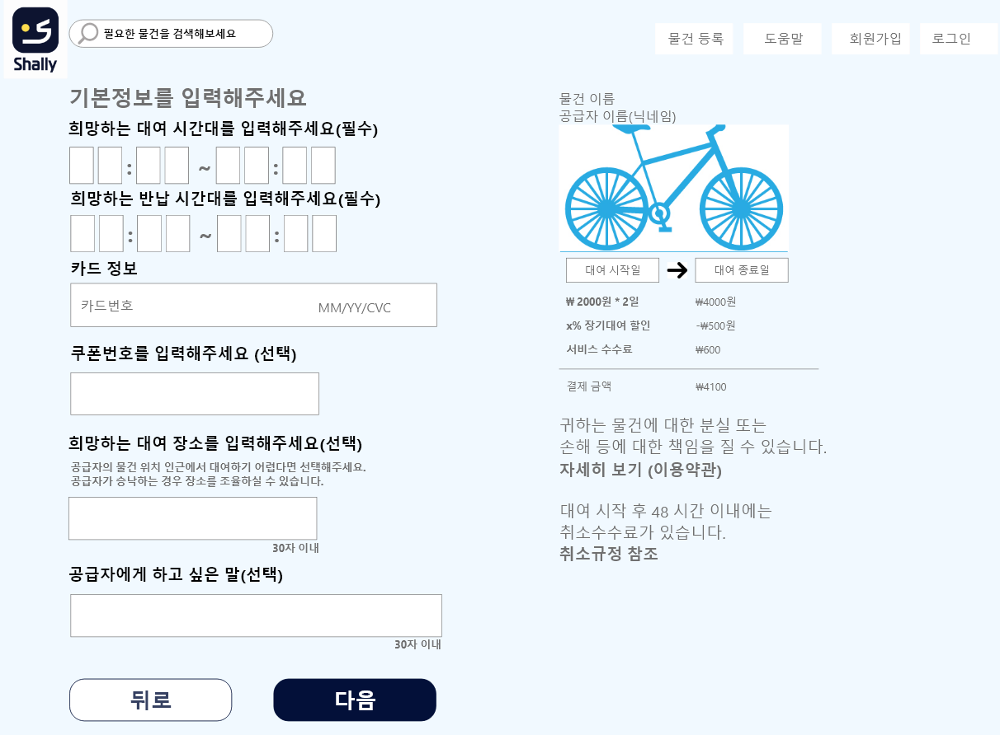 Shally
필요한 물건을 검색해보세요
물건 등록
도움말
회원가입
로그인
기본정보를 입력해주세요
희망하는 대여 시간대를 입력해주세요(필수)
: ~ :
희망하는 반납 시간대를 입력해주세요(필수)
: ~ :
카드 정보
카드번호 MM/YY/CVC
쿠폰번호를 입력해주세요 (선택)
희망하는 대여 장소를 입력해주세요(선택)
공급자의 물건 위치 인근에서 대여하기 어렵다면 선택해주세요.
공급자가 승낙하는 경우 장소를 조율하실 수 있습니다.
30자 이내
공급자에게 하고 싶은 말(선택)
30자 이내
뒤로
다음
물건 이름
공급자 이름(닉네임)
대여 시작일
대여 종료일
₩ 2000원 * 2일 ₩4000원
x% 장기대여 할인 -₩500원
서비스 수수료 ₩600
결제 금액 ₩4100
귀하는 물건에 대한 분실 또는
손해 등에 대한 책임을 질 수 있습니다.
자세히 보기 (이용약관)
대여 시작 후 48 시간 이내에는
취소수수료가 있습니다.
취소규정 참조